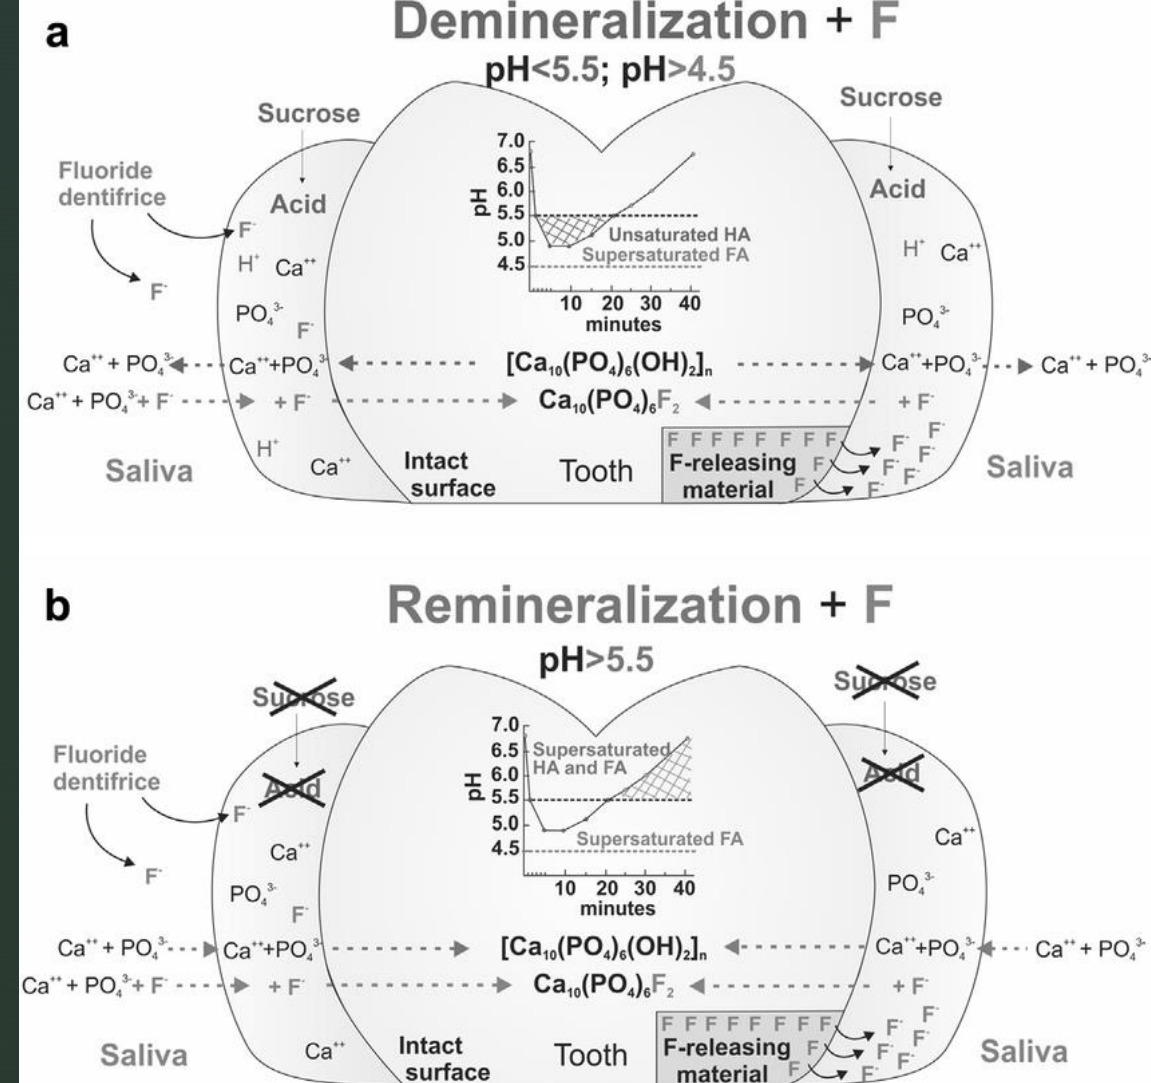 a
Demineralization + F
pH<5.5; pH>4.5
Sucrose
Sucrose
Fluoride
dentifrice
Acid
Acid
F⁻
F⁻
H⁺
Ca⁺⁺
PO₄³⁻
F⁻
H⁺
Ca⁺⁺
PO₄³⁻
7.0
6.5
6.0
5.5
5.0
4.5
pH
Unsaturated HA
Supersaturated FA
10 20 30 40
minutes
Ca⁺⁺ + PO₄³⁻ Ca⁺⁺+PO₄³⁻ [Ca₁₀(PO₄)₆(OH)₂]ₙ Ca⁺⁺+PO₄³⁻ Ca⁺⁺ + PO₄³⁻
Ca⁺⁺ + PO₄³⁻+ F⁻ + F⁻ Ca₁₀(PO₄)₆F₂ + F⁻
H⁺
Ca⁺⁺
Saliva
Intact
surface
Tooth
F F F F F F F F
F-releasing F
material F
F⁻ F⁻
F⁻ F⁻
F⁻ F⁻
Saliva
b
Remineralization + F
pH>5.5
Sucrose
Sucrose
Fluoride
dentifrice
Acid
Acid
F⁻
F⁻
Ca⁺⁺
PO₄³⁻
F⁻
Ca⁺⁺
PO₄³⁻
7.0
6.5
6.0
5.5
5.0
4.5
pH
Supersaturated
HA and FA
Supersaturated FA
10 20 30 40
minutes
Ca⁺⁺ + PO₄³⁻ Ca⁺⁺+PO₄³⁻ [Ca₁₀(PO₄)₆(OH)₂]ₙ Ca⁺⁺+PO₄³⁻ Ca⁺⁺ + PO₄³⁻
Ca⁺⁺ + PO₄³⁻+ F⁻ + F⁻ Ca₁₀(PO₄)₆F₂ + F⁻
Ca⁺⁺
Saliva
Intact
surface
Tooth
F F F F F F F F
F-releasing F
material F
F⁻ F⁻
F⁻ F⁻
F⁻ F⁻
Saliva